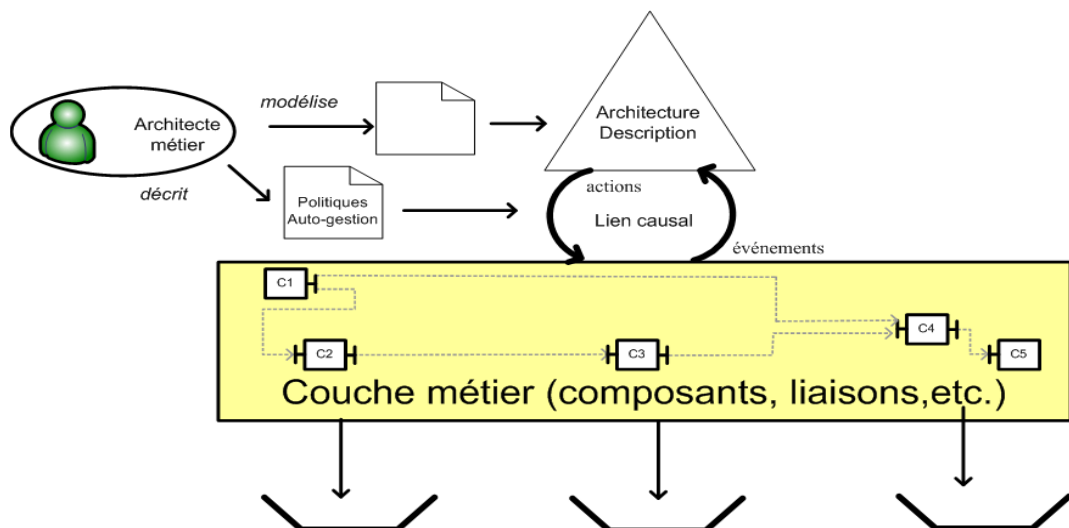 modélise
Architecte
métier
décrit
Politiques
Auto-gestion
Architecture
Description
actions
Lien causal
événements
C1
C2
C3
C4
C5
Couche métier (composants, liaisons,etc.)